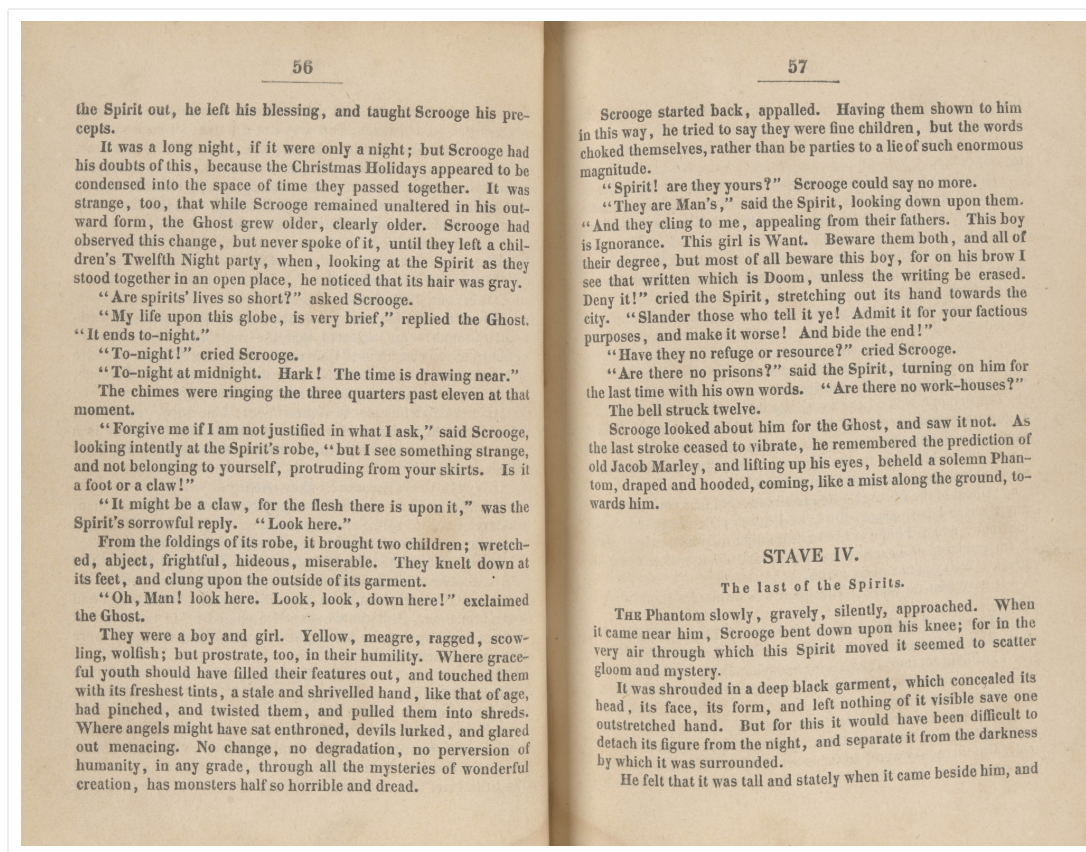 56
the Spirit out, he left his blessing, and taught Scrooge his pre-
cepts.
It was a long night, if it were only a night; but Scrooge had
his doubts of this, because the Christmas Holidays appeared to be
condensed into the space of time they passed together. It was
strange, too, that while Scrooge remained unaltered in his out-
ward form, the Ghost grew older, clearly older. Scrooge had
observed this change, but never spoke of it, until they left a chil-
dren's Twelfth Night party, when, looking at the Spirit as they
stood together in an open place, he noticed that its hair was gray.
"Are spirits' lives so short?" asked Scrooge.
"My life upon this globe, is very brief," replied the Ghost.
"It ends to-night."
"To-night!" cried Scrooge.
"To-night at midnight. Hark! The time is drawing near."
The chimes were ringing the three quarters past eleven at that
moment.
"Forgive me if I am not justified in what I ask," said Scrooge,
looking intently at the Spirit's robe, "but I see something strange,
and not belonging to yourself, protruding from your skirts. Is it
a foot or a claw!"
"It might be a claw, for the flesh there is upon it," was the
Spirit's sorrowful reply. "Look here."
From the foldings of its robe, it brought two children; wretch-
ed, abject, frightful, hideous, miserable. They knelt down at
its feet, and clung upon the outside of its garment.
"Oh, Man! look here. Look, look, down here!" exclaimed
the Ghost.
They were a boy and girl. Yellow, meagre, ragged, scow-
ling, wolfish; but prostrate, too, in their humility. Where grace-
ful youth should have filled their features out, and touched them
with its freshest tints, a stale and shrivelled hand, like that of age,
had pinched, and twisted them, and pulled them into shreds.
Where angels might have sat enthroned, devils lurked, and glared
out menacing. No change, no degradation, no perversion of
humanity, in any grade, through all the mysteries of wonderful
creation, has monsters half so horrible and dread.
57
Scrooge started back, appalled. Having them shown to him
in this way, he tried to say they were fine children, but the words
choked themselves, rather than be parties to a lie of such enormous
magnitude.
"Spirit! are they yours?" Scrooge could say no more.
"They are Man's," said the Spirit, looking down upon them.
"And they cling to me, appealing from their fathers. This boy
is Ignorance. This girl is Want. Beware them both, and all of
their degree, but most of all beware this boy, for on his brow I
see that written which is Doom, unless the writing be erased.
Deny it!" cried the Spirit, stretching out its hand towards the
city. "Slander those who tell it ye! Admit it for your factious
purposes, and make it worse! And bide the end!"
"Have they no refuge or resource?" cried Scrooge.
"Are there no prisons?" said the Spirit, turning on him for
the last time with his own words. "Are there no work-houses?"
The bell struck twelve.
Scrooge looked about him for the Ghost, and saw it not. As
the last stroke ceased to vibrate, he remembered the prediction of
old Jacob Marley, and lifting up his eyes, beheld a solemn Phan-
tom, draped and hooded, coming, like a mist along the ground, to-
wards him.
STAVE IV.
The last of the Spirits.
THE Phantom slowly, gravely, silently, approached. When
it came near him, Scrooge bent down upon his knee; for in the
very air through which this Spirit moved it seemed to scatter
gloom and mystery.
It was shrouded in a deep black garment, which concealed its
head, its face, its form, and left nothing of it visible save one
outstretched hand. But for this it would have been difficult to
detach its figure from the night, and separate it from the darkness
by which it was surrounded.
He felt that it was tall and stately when it came beside him, and